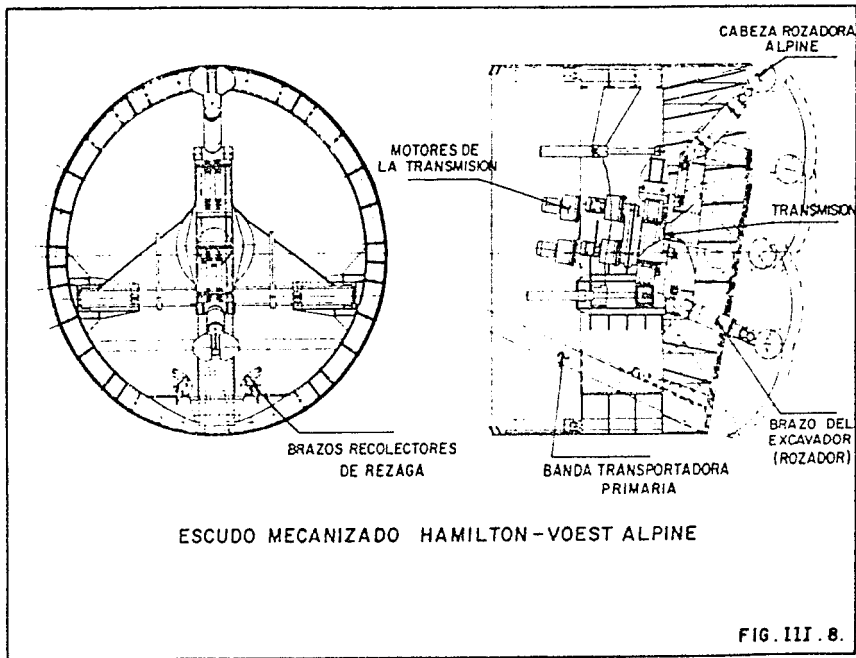 CABEZA ROZADORA
ALPINE
MOTORES DE
LA TRANSMISION
TRANSMISION
BRAZOS RECOLECTORES
DE REZAGA
BANDA TRANSPORTADORA
PRIMARIA
BRAZO DEL
EXCAVADOR
(ROZADOR)
ESCUDO MECANIZADO HAMILTON-VOEST ALPINE
FIG. III. 8.